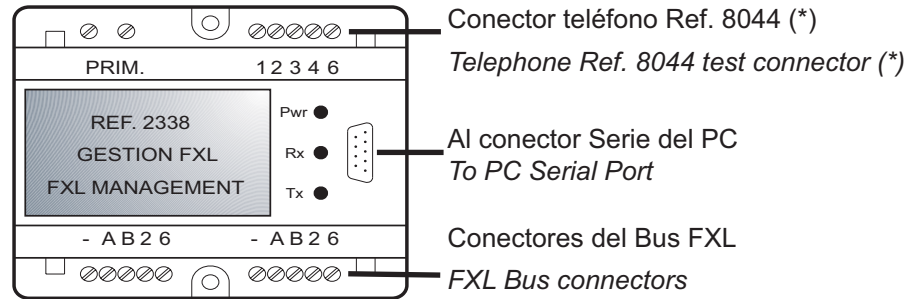 Conector teléfono Ref. 8044 (*)
Telephone Ref. 8044 test connector (*)
PRIM.
1 2 3 4 6
REF. 2338
GESTION FXL
FXL MANAGEMENT
Pwr
Rx
Tx
Al conector Serie del PC
To PC Serial Port
- A B 2 6
- A B 2 6
Conectores del Bus FXL
FXL Bus connectors